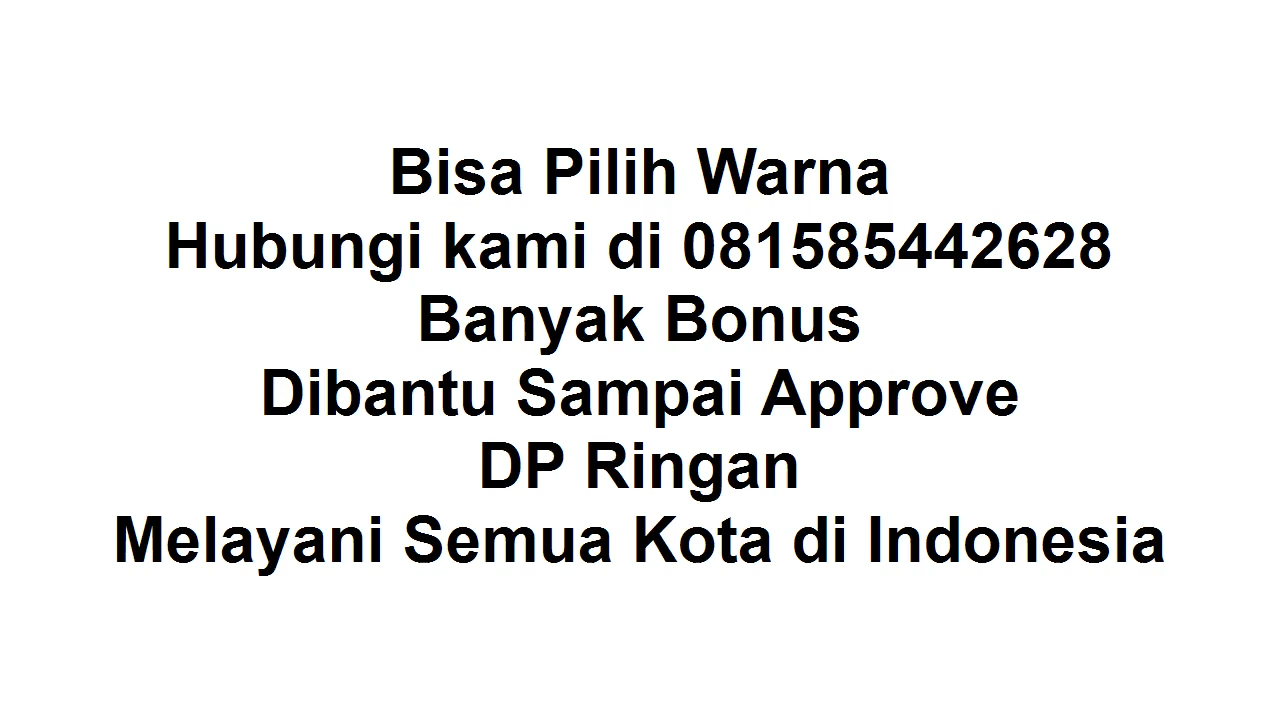 Bisa Pilih Warna
Hubungi kami di 081585442628
Banyak Bonus
Dibantu Sampai Approve
DP Ringan
Melayani Semua Kota di Indonesia